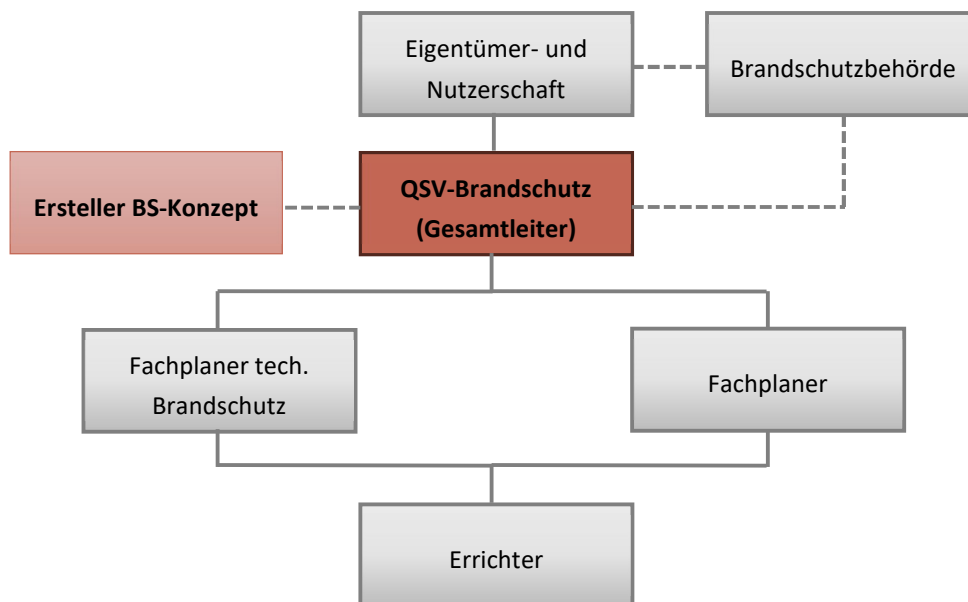 Eigentümer- und
Nutzerschaft
Brandschutzbehörde
Ersteller BS-Konzept
QSV-Brandschutz
(Gesamtleiter)
Fachplaner tech.
Brandschutz
Fachplaner
Errichter